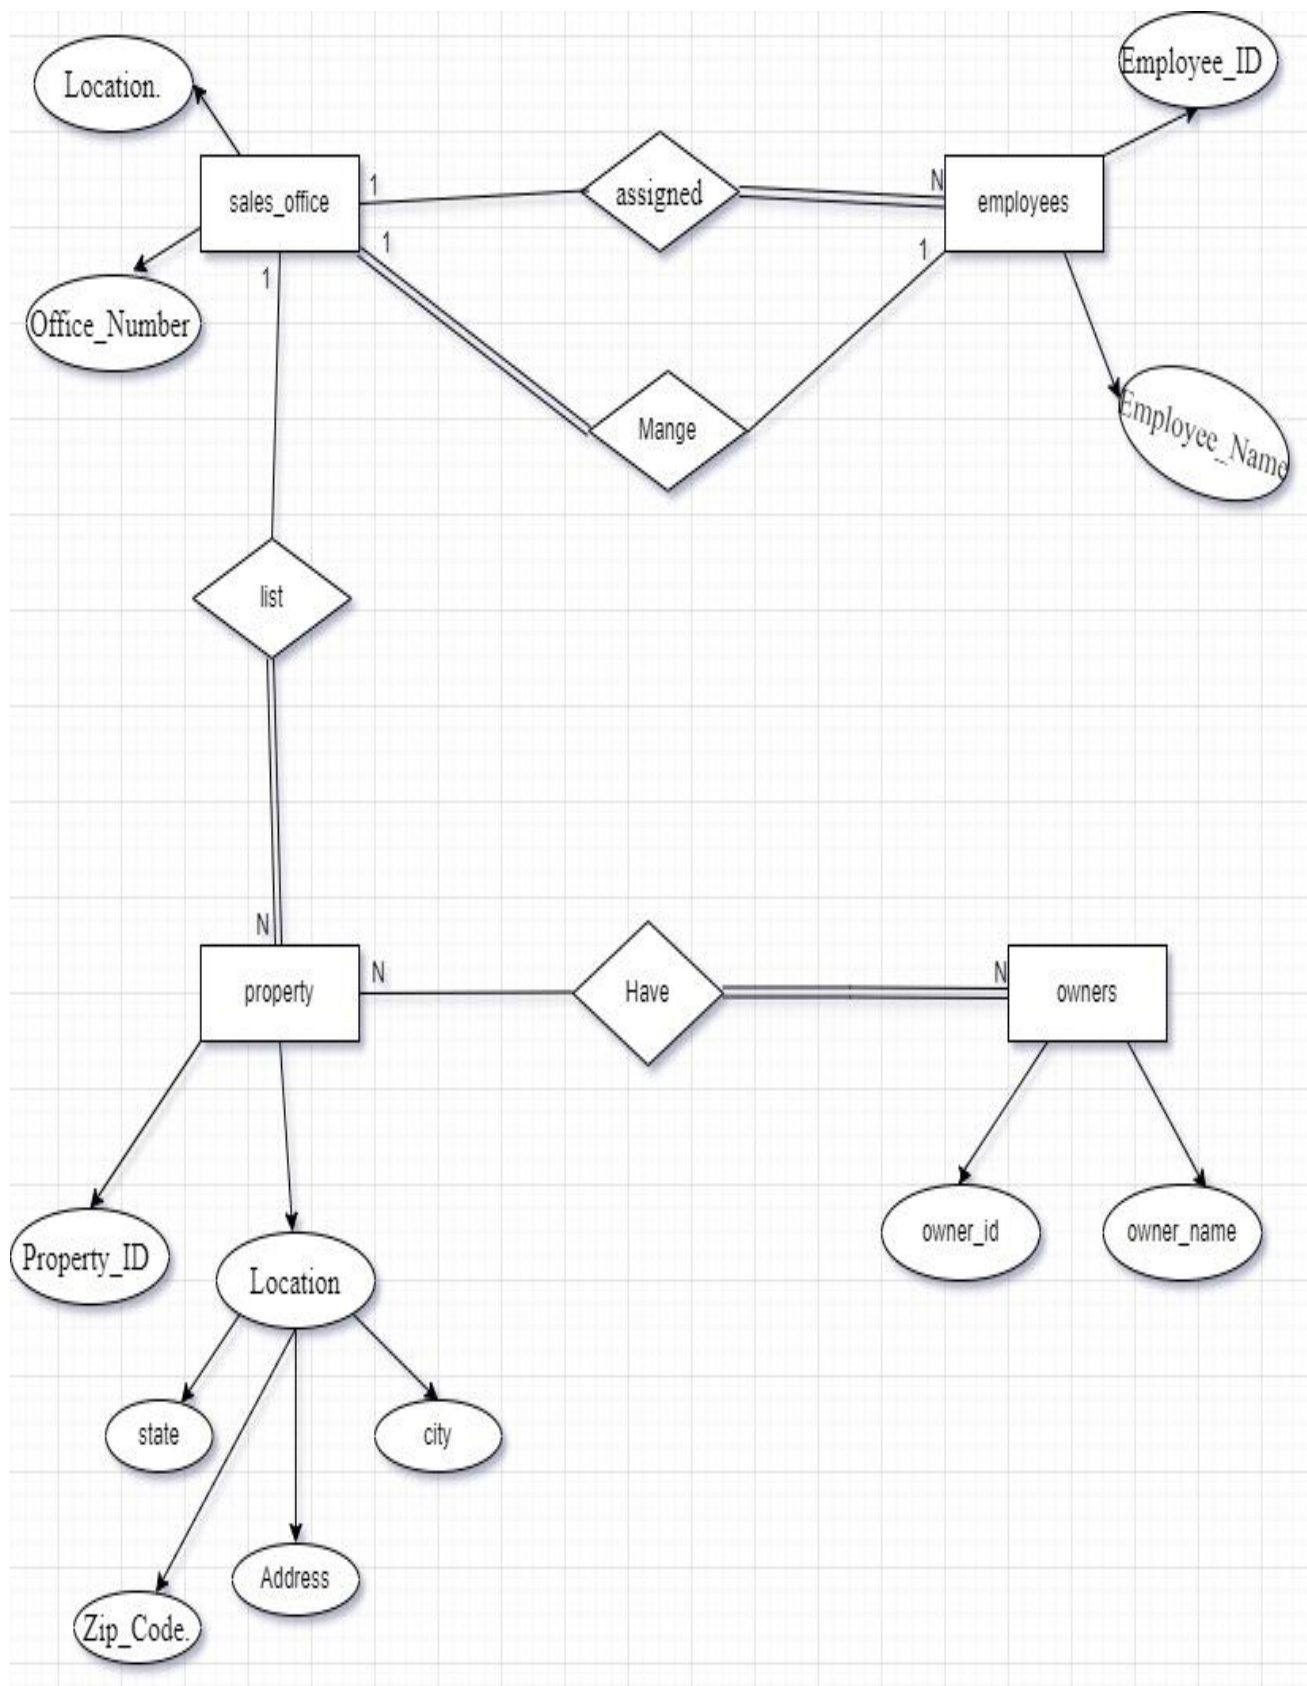 Employee_ID
Location.
1
assigned
N
sales_office
employees
1
1
1
Office_Number
Mange
Employee_Name
list
N
N
N
property
Have
owners
Property_ID
Location
owner_id
owner_name
state
city
Address
Zip_Code.